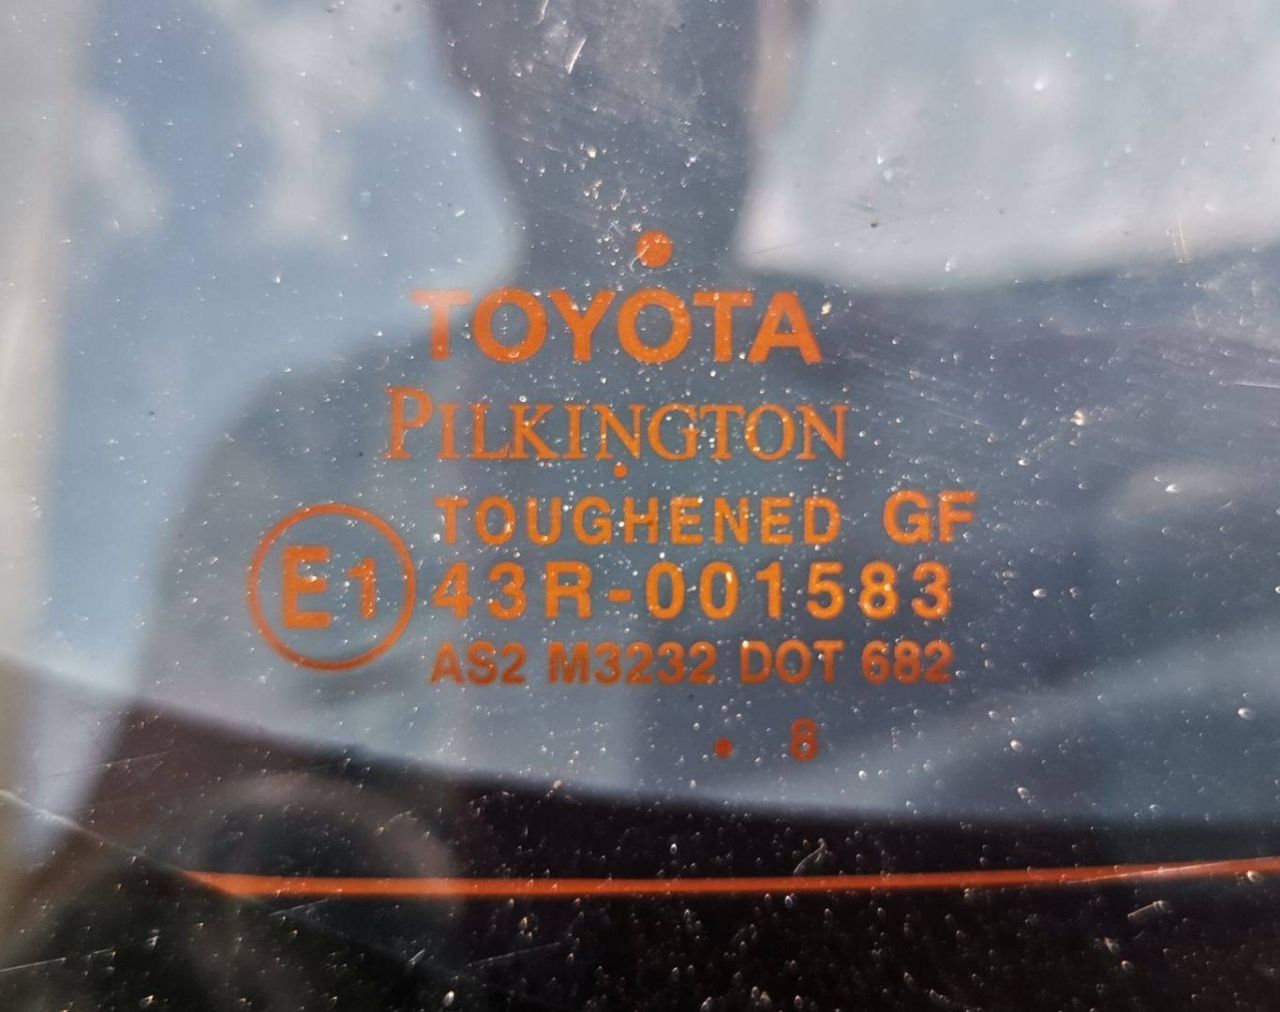 TOYOTA
PILKINGTON
TOUGHENED GF
E1 43R-001583
AS2 M3232 DOT 682
. 8